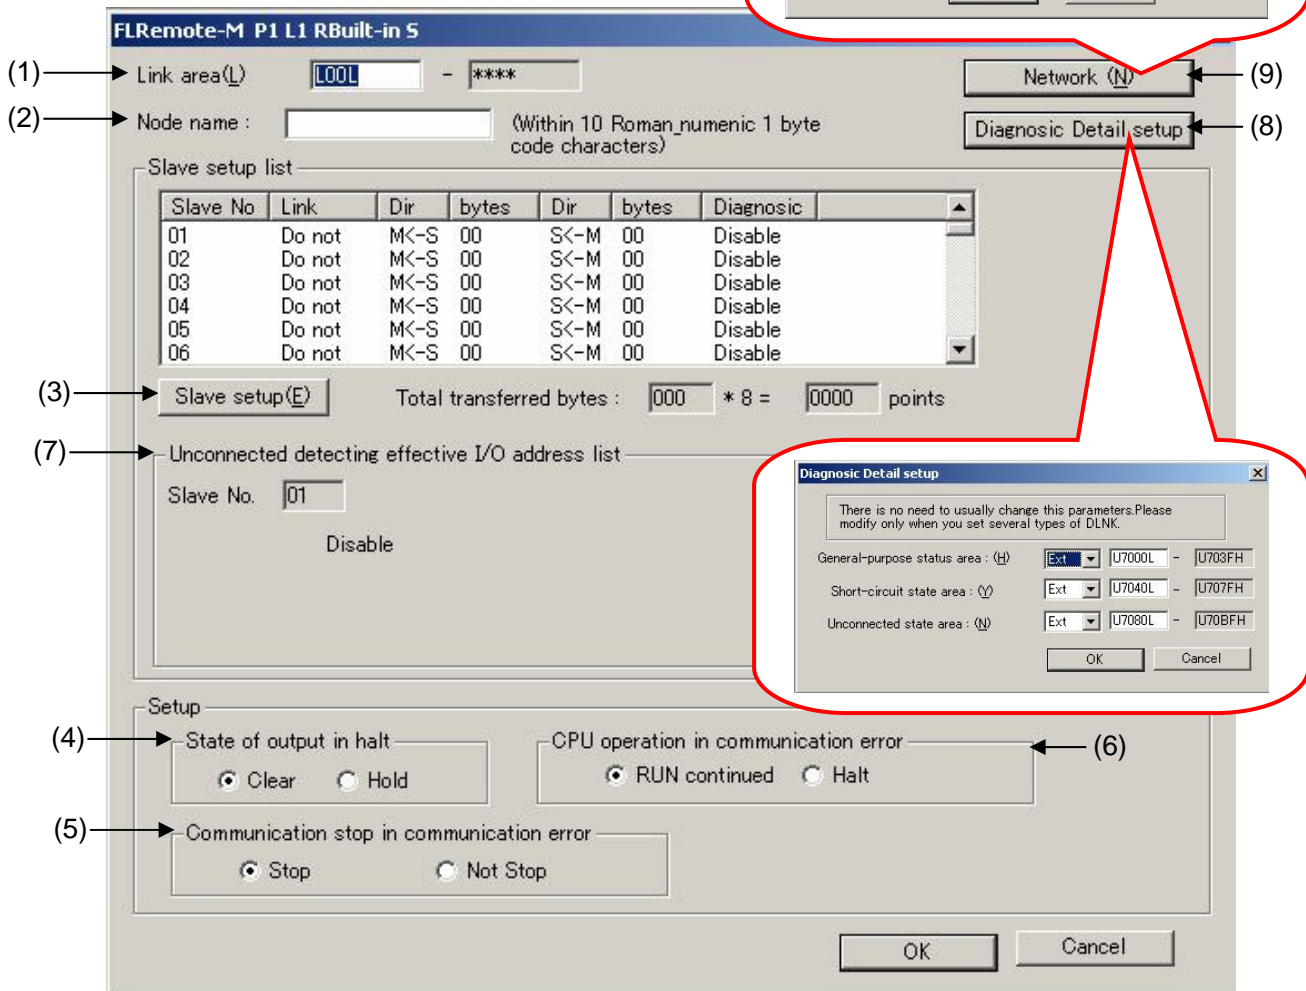 FLRemote-M P1 L1 RBuilt-in S
(1) Link area(L) L00L - ****
Network (N) (9)
(2) Node name : (Within 10 Roman_numenic 1 byte
code characters)
Diagnosic Detail setup (8)
Slave setup list
Slave No Link Dir bytes Dir bytes Diagnosic
01 Do not M<-S 00 S<-M 00 Disable
02 Do not M<-S 00 S<-M 00 Disable
03 Do not M<-S 00 S<-M 00 Disable
04 Do not M<-S 00 S<-M 00 Disable
05 Do not M<-S 00 S<-M 00 Disable
06 Do not M<-S 00 S<-M 00 Disable
(3) Slave setup(E) Total transferred bytes : 000 * 8 = 0000 points
(7) Unconnected detecting effective I/O address list
Slave No. 01
Disable
Diagnosic Detail setup
There is no need to usually change this parameters.Please
modify only when you set several types of DLNK.
General-purpose status area : (H) Ext U7000L - U703FH
Short-circuit state area : (Y) Ext U7040L - U707FH
Unconnected state area : (N) Ext U7080L - U70BFH
OK Cancel
Setup
(4) State of output in halt
Clear Hold
CPU operation in communication error (6)
RUN continued Halt
(5) Communication stop in communication error
Stop Not Stop
OK Cancel